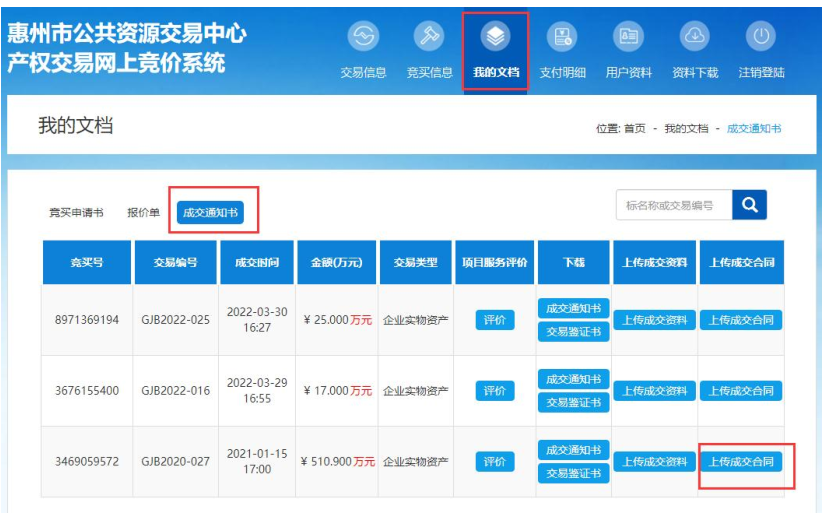 惠州市公共资源交易中心
产权交易网上竞价系统
交易信息 竞买信息 我的文档 支付明细 用户资料 资料下载 注销登陆
我的文档
位置: 首页 - 我的文档 - 成交通知书
竞买申请书 报价单 成交通知书
标名称或交易编号
竞买号 交易编号 成交时间 金额(万元) 交易类型 项目服务评价 下载 上传成交资料 上传成交合同
8971369194 GJB2022-025 2022-03-30 16:27 ¥ 25.000万元 企业实物资产 评价 成交通知书 交易鉴证书 上传成交资料 上传成交合同
3676155400 GJB2022-016 2022-03-29 16:55 ¥ 17.000万元 企业实物资产 评价 成交通知书 交易鉴证书 上传成交资料 上传成交合同
3469059572 GJB2020-027 2021-01-15 17:00 ¥ 510.900万元 企业实物资产 评价 成交通知书 交易鉴证书 上传成交资料 上传成交合同